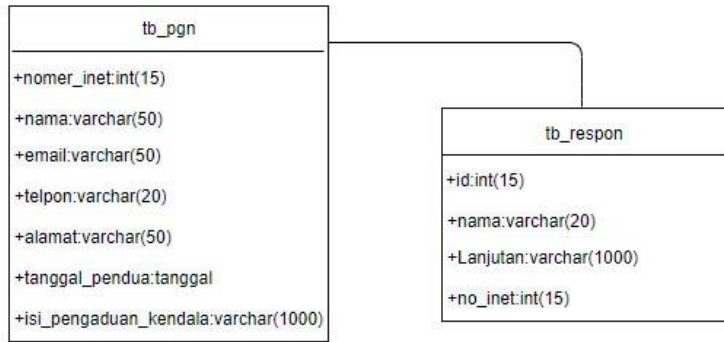 tb_pgn
+nomer_inet:int(15)
+nama:varchar(50)
+email:varchar(50)
+telpon:varchar(20)
+alamat:varchar(50)
+tanggal_pendua:tanggal
+isi_pengaduan_kendala:varchar(1000)
tb_respon
+id:int(15)
+nama:varchar(20)
+Lanjutan:varchar(1000)
+no_inet:int(15)